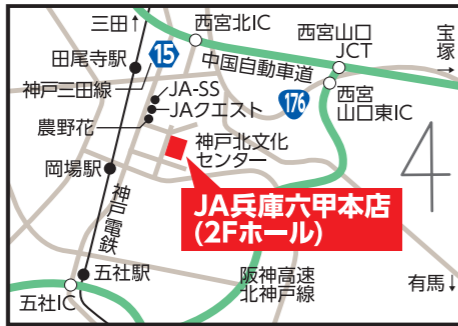 三田↑
西宮北IC
西宮山口
JCT
宝塚→
田尾寺駅
15
中国自動車道
神戸三田線
JA-SS
JAクエスト
176
西宮
山口東IC
農野花
神戸北文化
センター
岡場駅
4
JA兵庫六甲本店
(2Fホール)
神戸電鉄
五社駅
阪神高速
北神戸線
有馬↓
五社IC